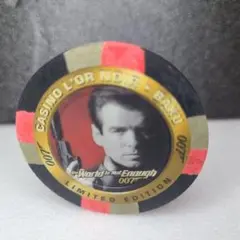 CASINO L'OR NOIR - BAKU
007
007
The World Is Not Enough
007
LIMITED EDITION